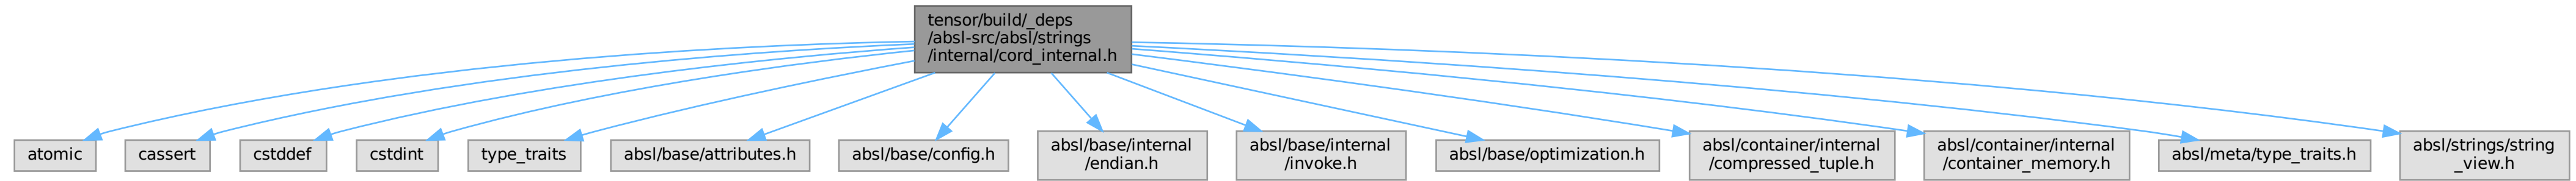 tensor/build/_deps
/absl-src/absl/strings
/internal/cord_internal.h
atomic
cassert
cstddef
cstdint
type_traits
absl/base/attributes.h
absl/base/config.h
absl/base/internal
/endian.h
absl/base/internal
/invoke.h
absl/base/optimization.h
absl/container/internal
/compressed_tuple.h
absl/container/internal
/container_memory.h
absl/meta/type_traits.h
absl/strings/string
_view.h